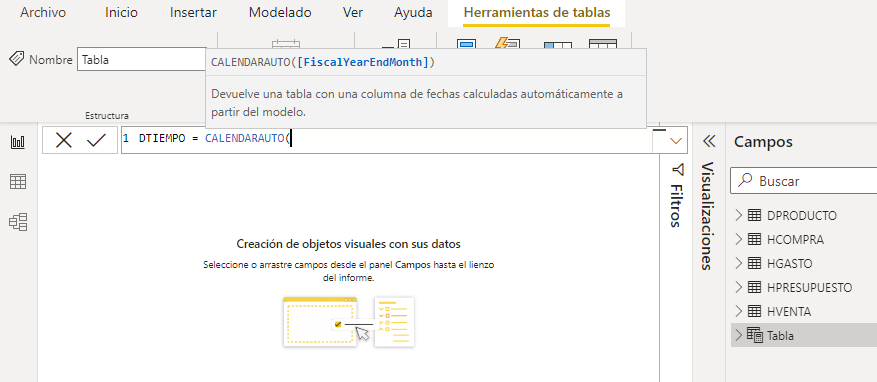 Archivo Inicio Insertar Modelado Ver Ayuda Herramientas de tablas
Nombre Tabla
CALENDARAUTO([FiscalYearEndMonth])
Devuelve una tabla con una columna de fechas calculadas automáticamente a
partir del modelo.
Estructura
1 DTIEMPO = CALENDARAUTO(
Creación de objetos visuales con sus datos
Seleccione o arrastre campos desde el panel Campos hasta el lienzo
del informe.
Filtros
Visualizaciones
Campos
Buscar
DPRODUCTO
HCOMPRA
HGASTO
HPRESUPUESTO
HVENTA
Tabla